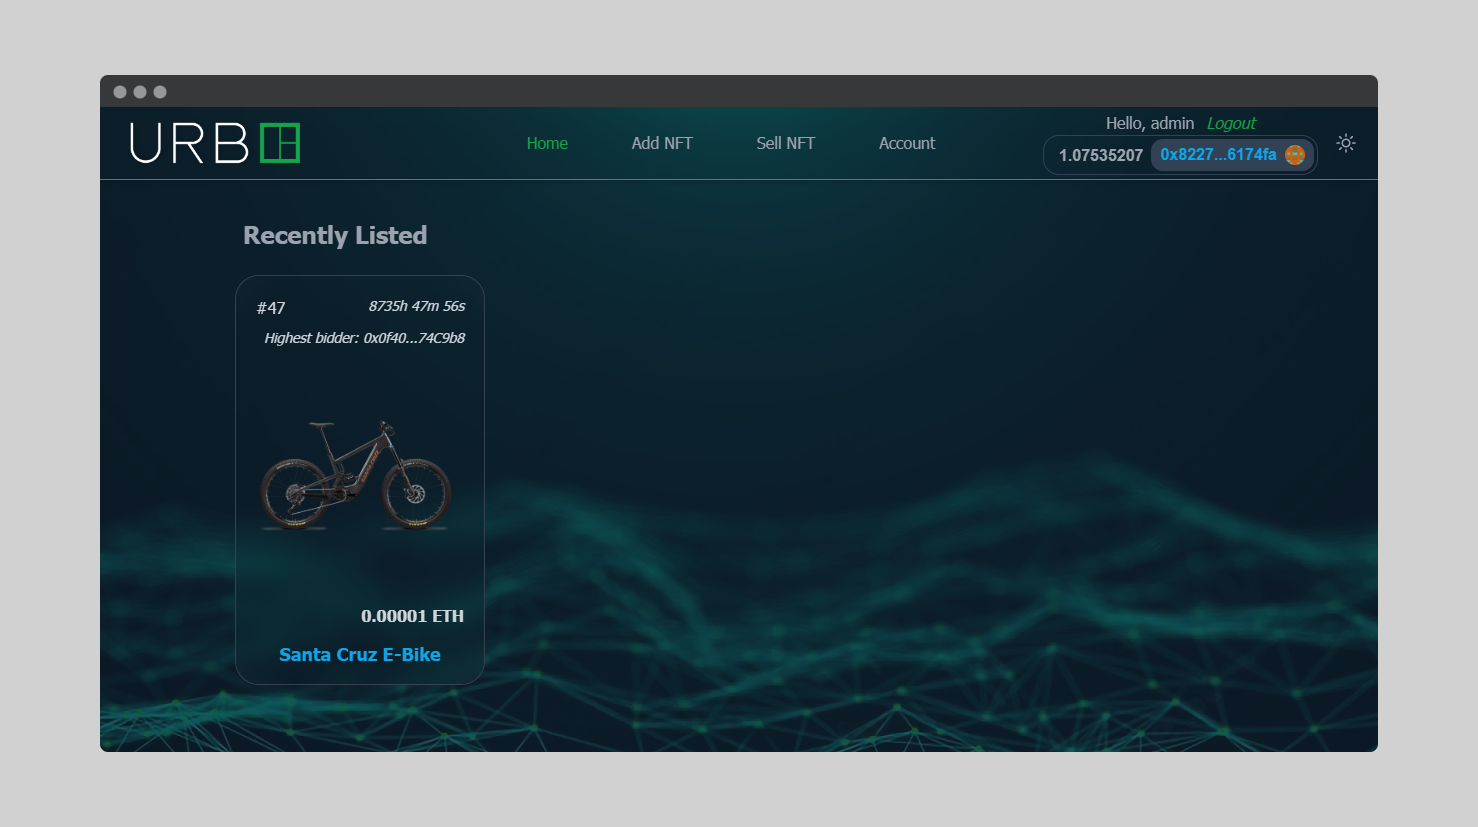 URB
Home
Add NFT
Sell NFT
Account
Hello, admin Logout
1.07535207 0x8227...6174fa
Recently Listed
#47
8735h 47m 56s
Highest bidder: 0x0f40...74C9b8
0.00001 ETH
Santa Cruz E-Bike